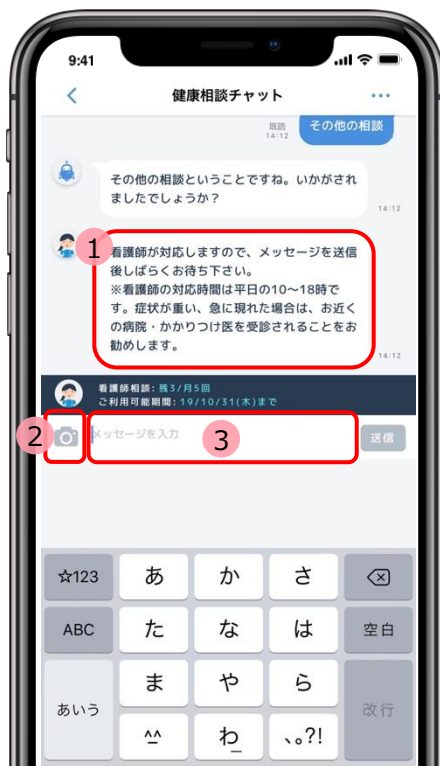 9:41
健康相談チャット
既読
14:12
その他の相談
その他の相談ということですね。いかがされ
ましたでしょうか？
14:12
1
看護師が対応しますので、メッセージを送信
後しばらくお待ち下さい。
※看護師の対応時間は平日の10〜18時で
す。症状が重い、急に現れた場合は、お近く
の病院・かかりつけ医を受診されることをお
勧めします。
14:12
看護師相談：残3/月5回
ご利用可能期間：19/10/31(木)まで
2
メッセージを入力
3
送信
☆123
あ
か
さ
ABC
た
な
は
空白
あいう
ま
や
ら
改行
^^
わ
、。?!